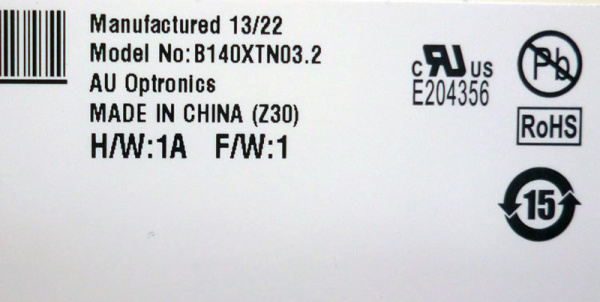 Manufactured 13/22
Model No:B140XTN03.2
AU Optronics
MADE IN CHINA (Z30)
H/W:1A F/W:1
c RU US
E204356
Pb
RoHS
15